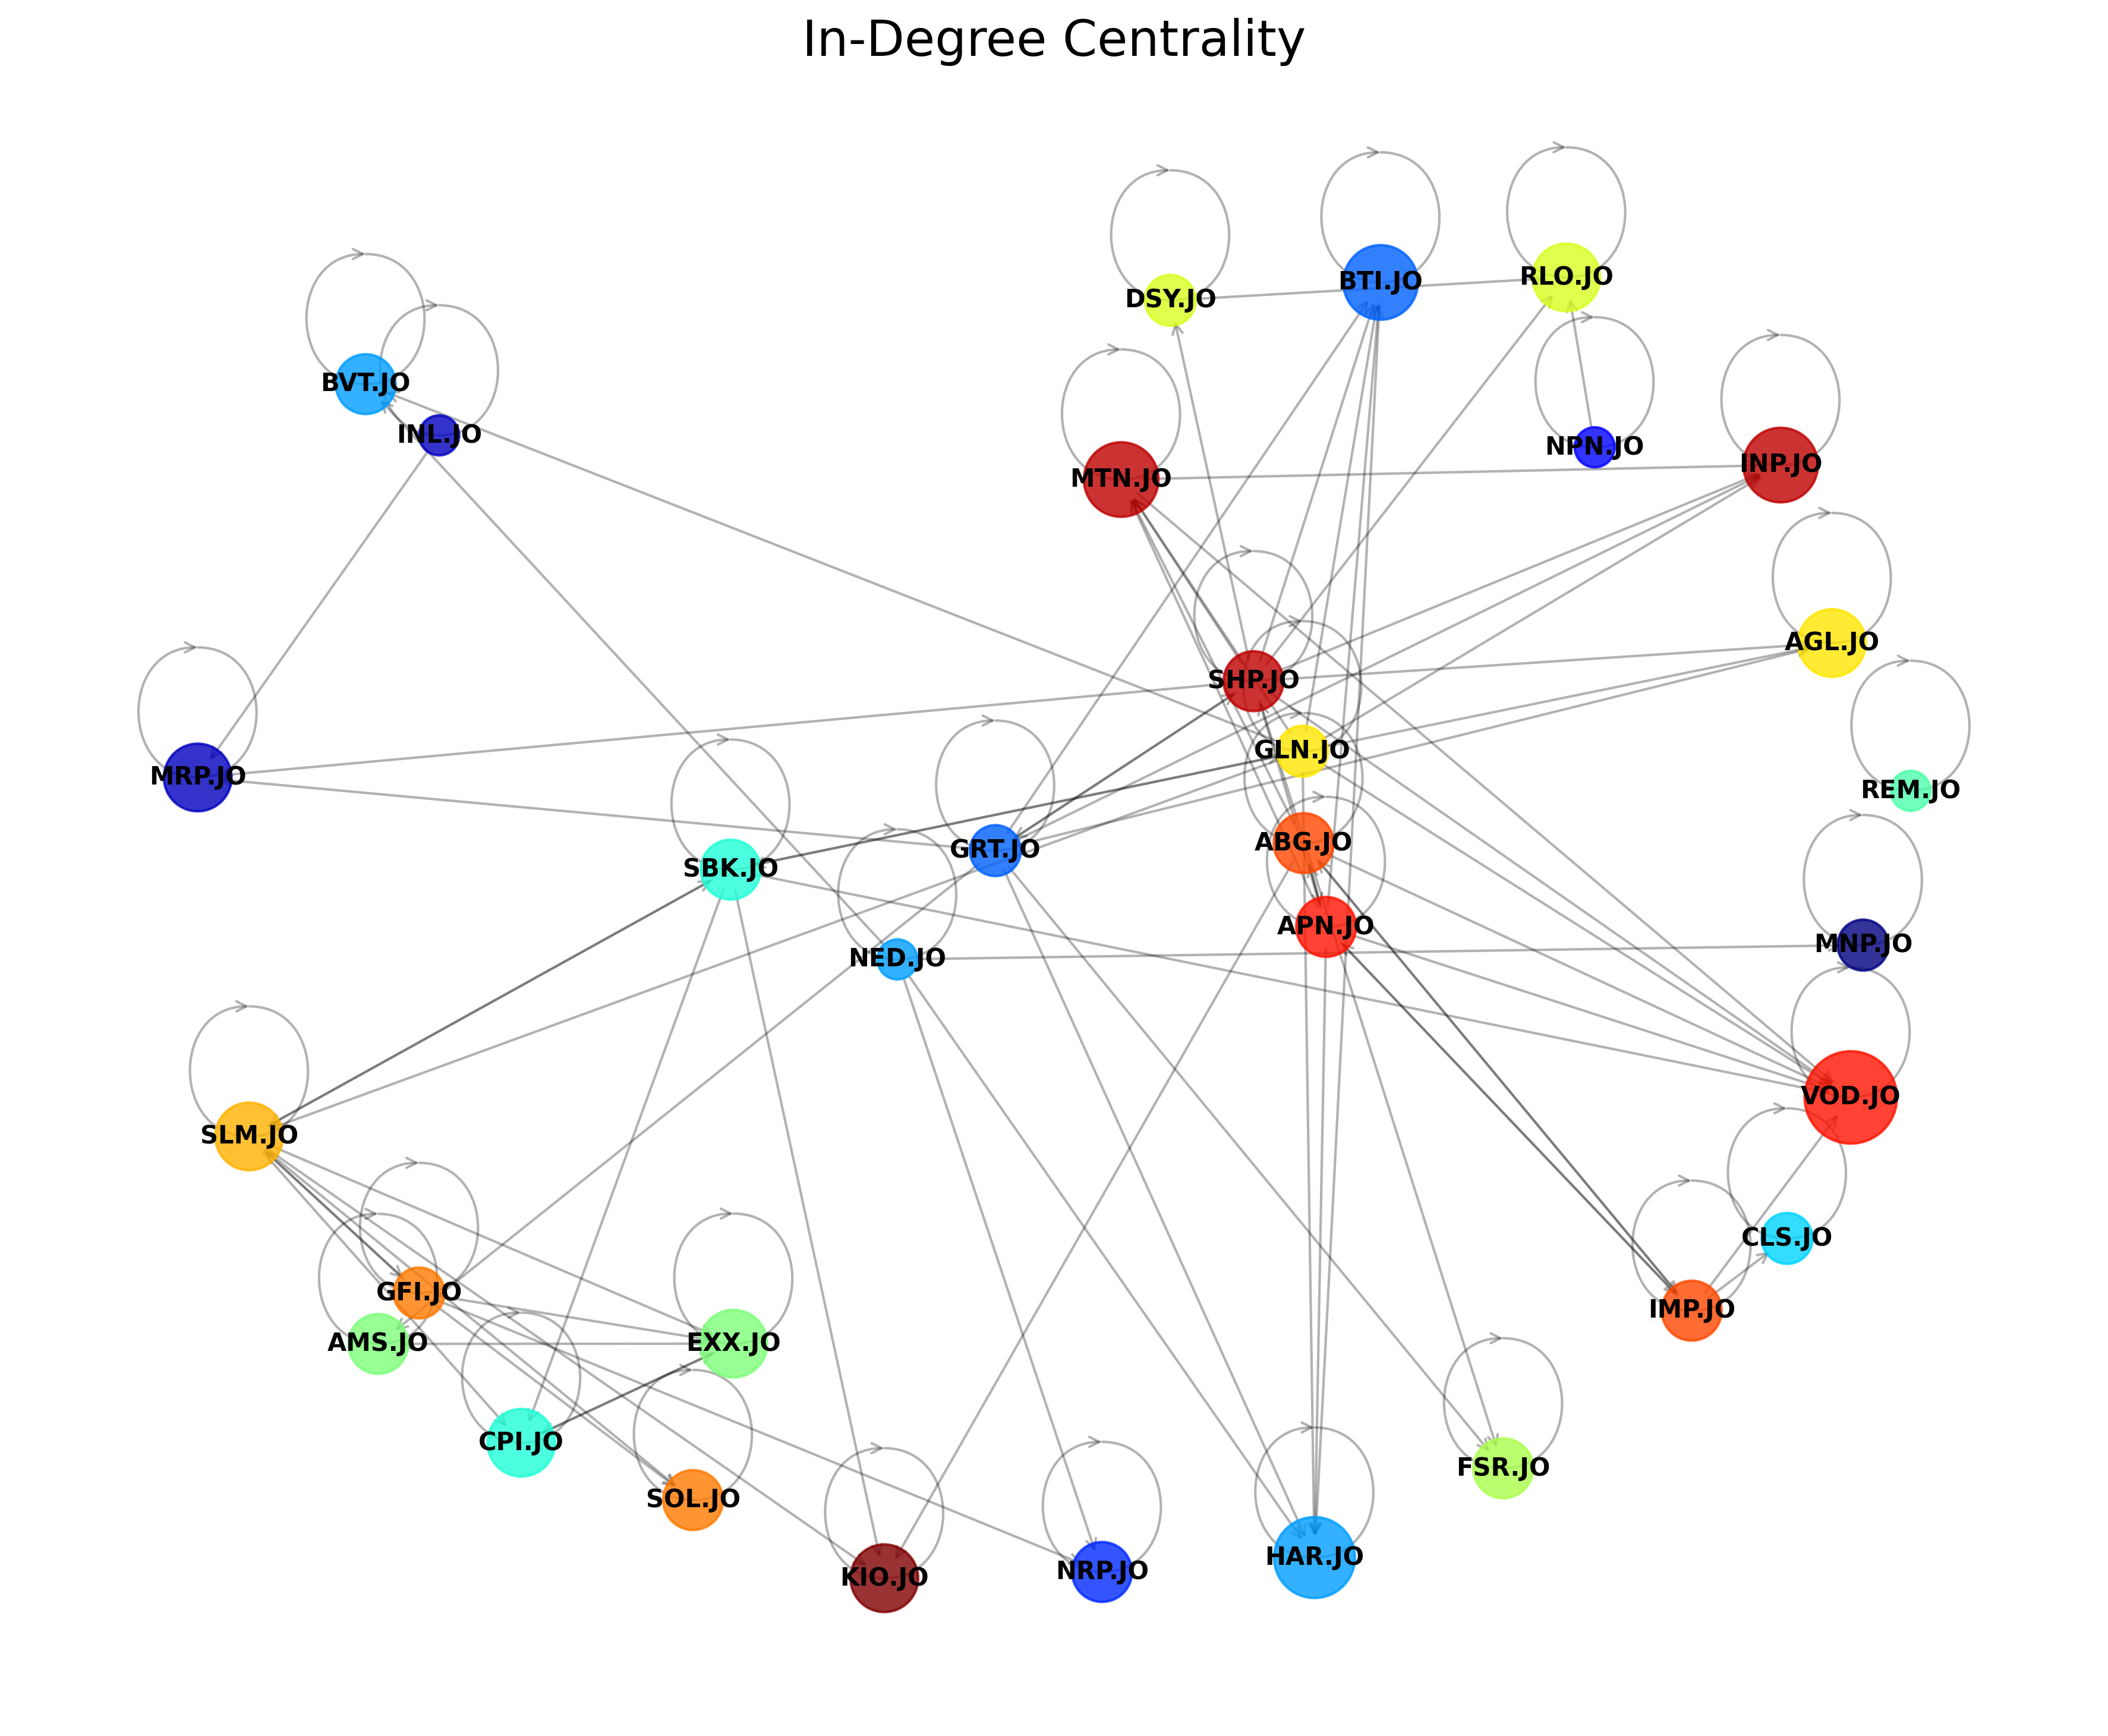 In-Degree Centrality
RLO.JO
BTI.JO
DSY.JO
BVT.JO
INL.JO
NPN.JO
INP.JO
MTN.JO
AGL.JO
SHP.JO
GLN.JO
MRP.JO
REM.JO
ABG.JO
GRT.JO
SBK.JO
APN.JO
MNP.JO
NED.JO
VOD.JO
SLM.JO
CLS.JO
GFI.JO
IMP.JO
AMS.JO
EXX.JO
CPI.JO
FSR.JO
SOL.JO
HAR.JO
NRP.JO
KIO.JO